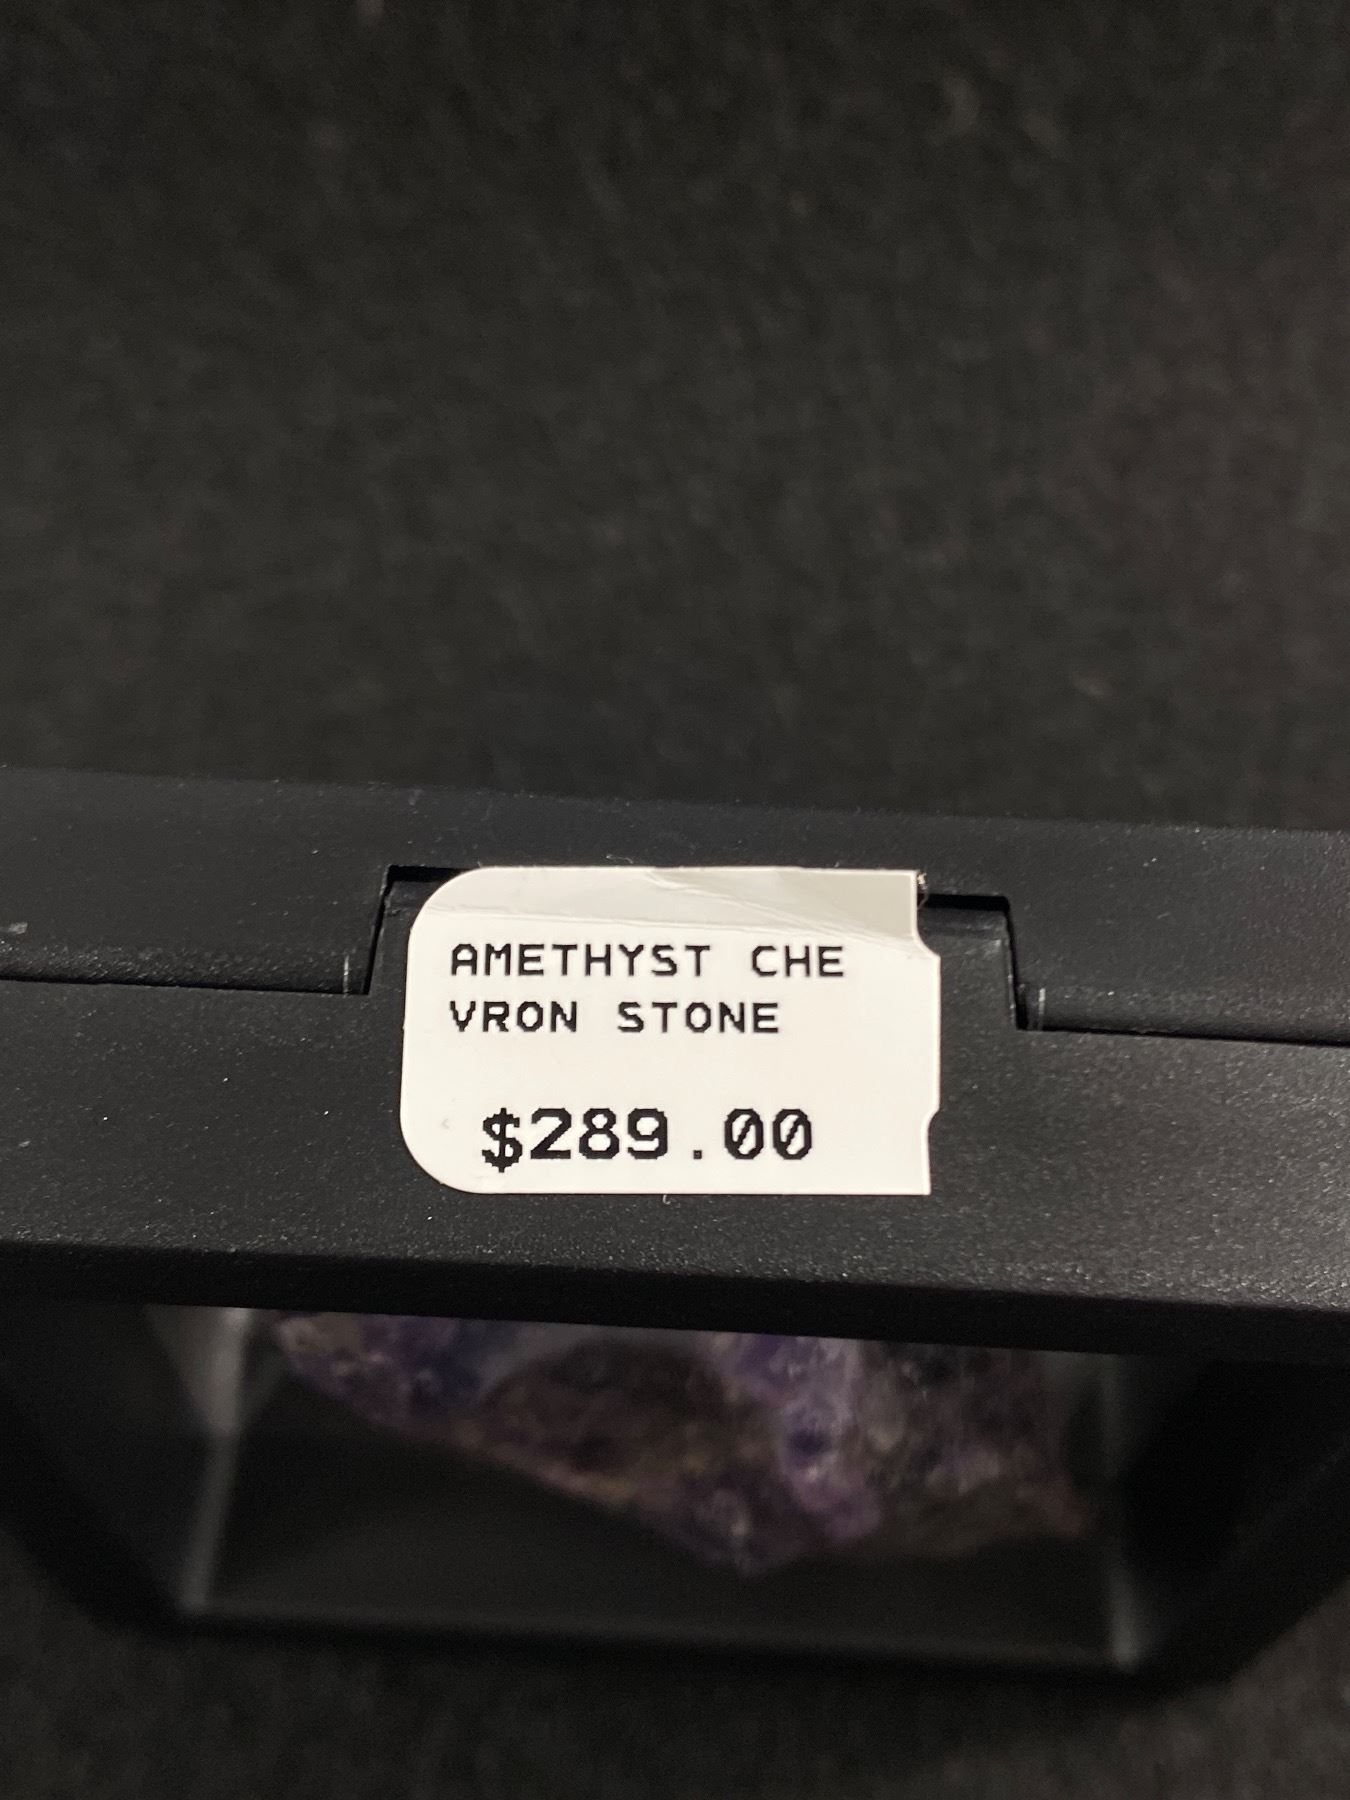 AMETHYST CHE
VRON STONE
$289.00